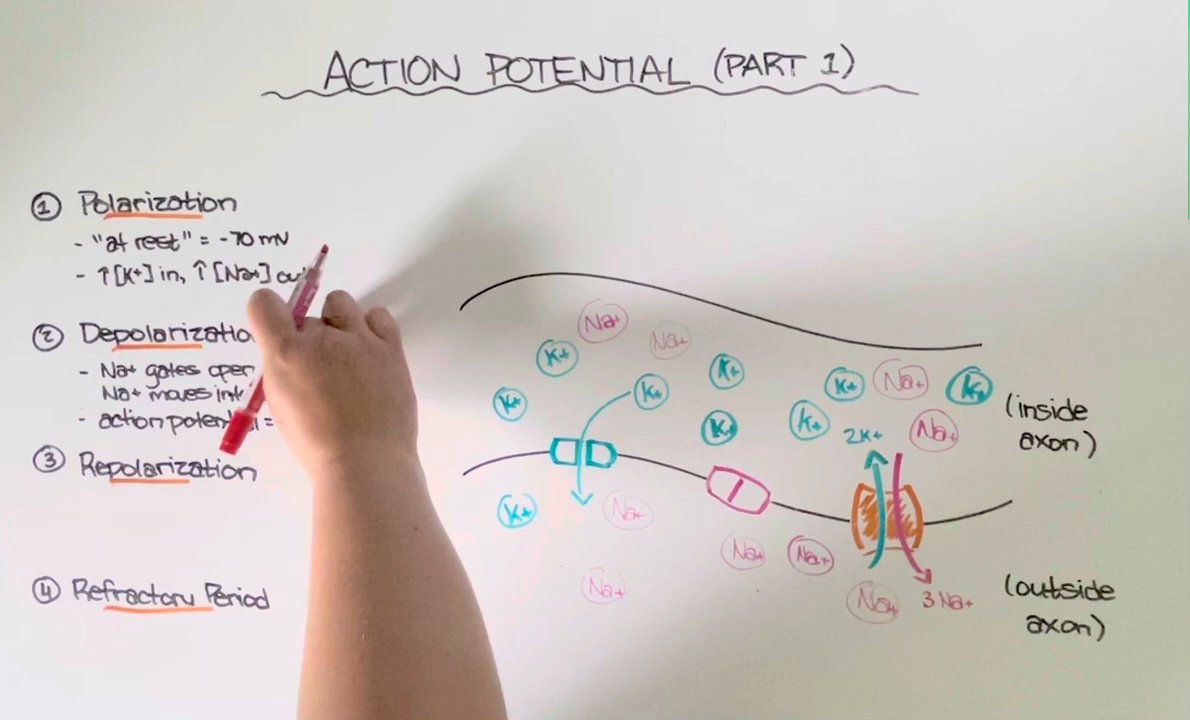 ACTION POTENTIAL (PART 1)
① Polarization
- "at rest" = -70 mV
- ↑[K+] in, ↑[Na+]
② Depolarizatio
- Na+ gates open
Na+ moves
- action poten =
③ Repolarization
④ Refractory Period
Na+
Na+
K+
K+
K+
K+
K+
K+
K+
Na+
K+
Na+
2K+
(inside
axon)
K+
Na+
Na+
Na+
Na+
Na+
3 Na+
(outside
axon)